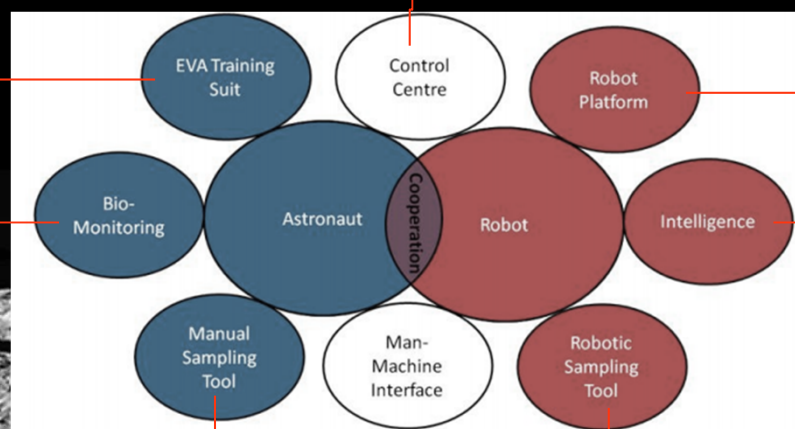 EVA Training
Suit
Control
Centre
Robot
Platform
Bio-
Monitoring
Astronaut
Cooperation
Robot
Intelligence
Manual
Sampling
Tool
Man-
Machine
Interface
Robotic
Sampling
Tool